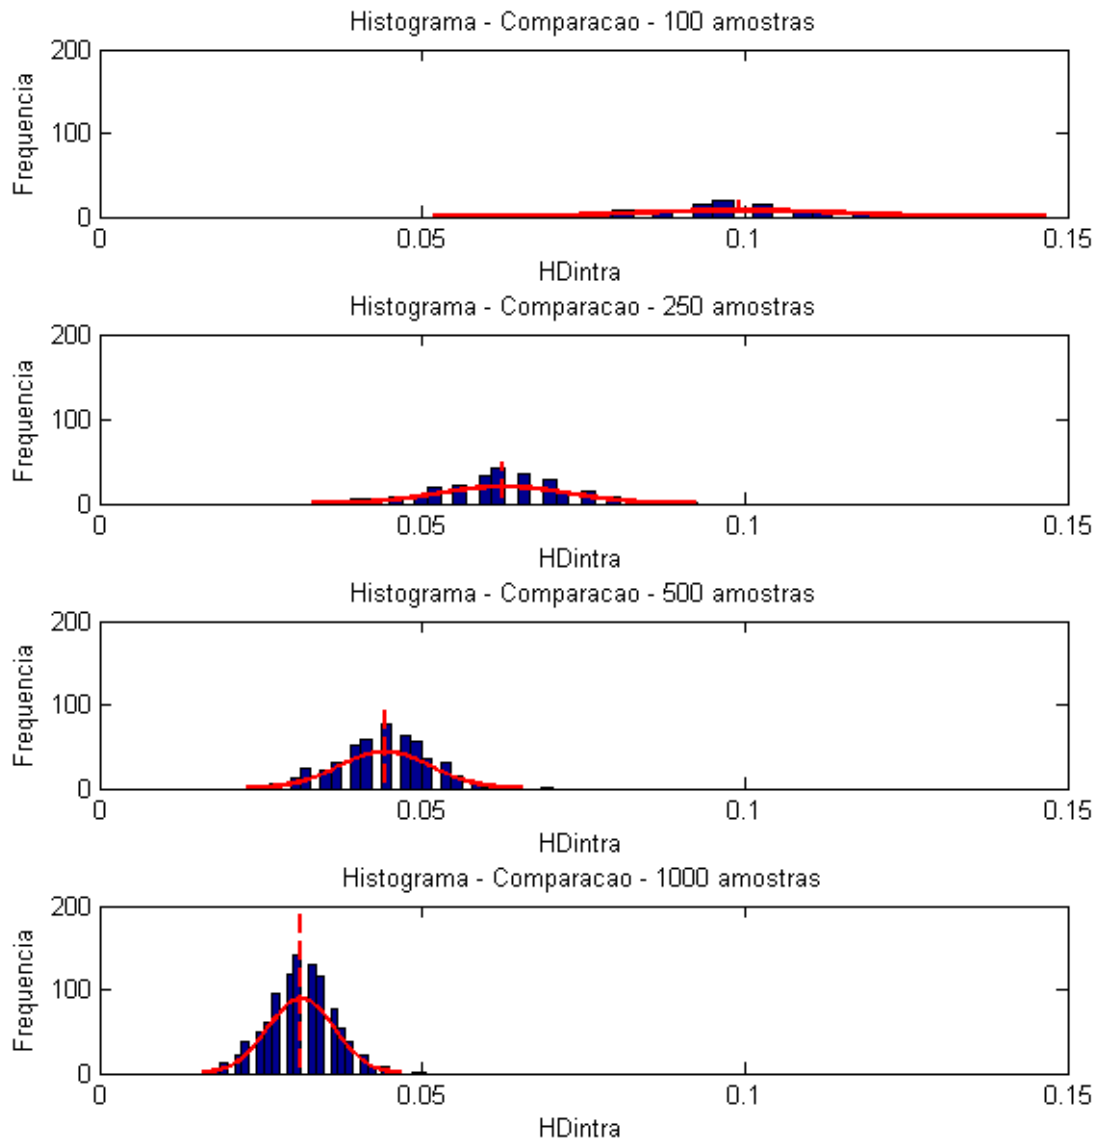 Histograma - Comparacao - 100 amostras
200
100
0
Frequencia
0 0.05 0.1 0.15
HDintra
Histograma - Comparacao - 250 amostras
200
100
0
Frequencia
0 0.05 0.1 0.15
HDintra
Histograma - Comparacao - 500 amostras
200
100
0
Frequencia
0 0.05 0.1 0.15
HDintra
Histograma - Comparacao - 1000 amostras
200
100
0
Frequencia
0 0.05 0.1 0.15
HDintra